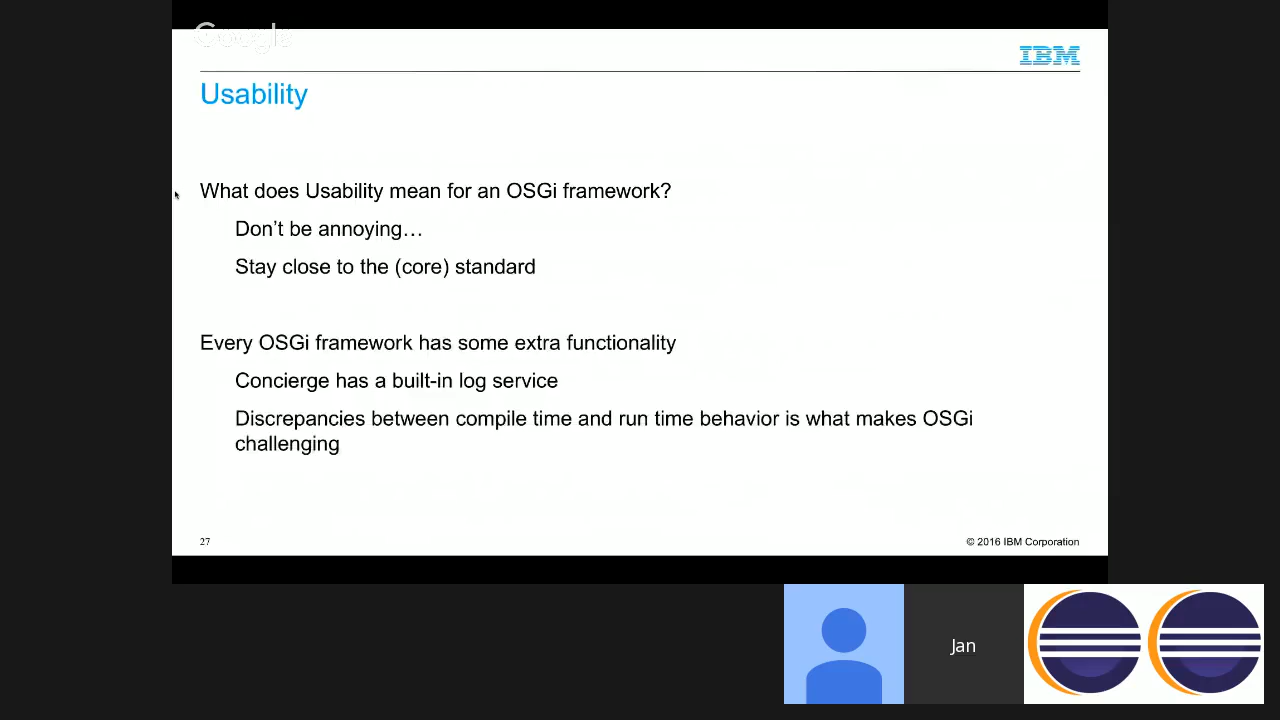 Google
IBM
Usability
What does Usability mean for an OSGi framework?
Don’t be annoying…
Stay close to the (core) standard
Every OSGi framework has some extra functionality
Concierge has a built-in log service
Discrepancies between compile time and run time behavior is what makes OSGi
challenging
27
© 2016 IBM Corporation
Jan